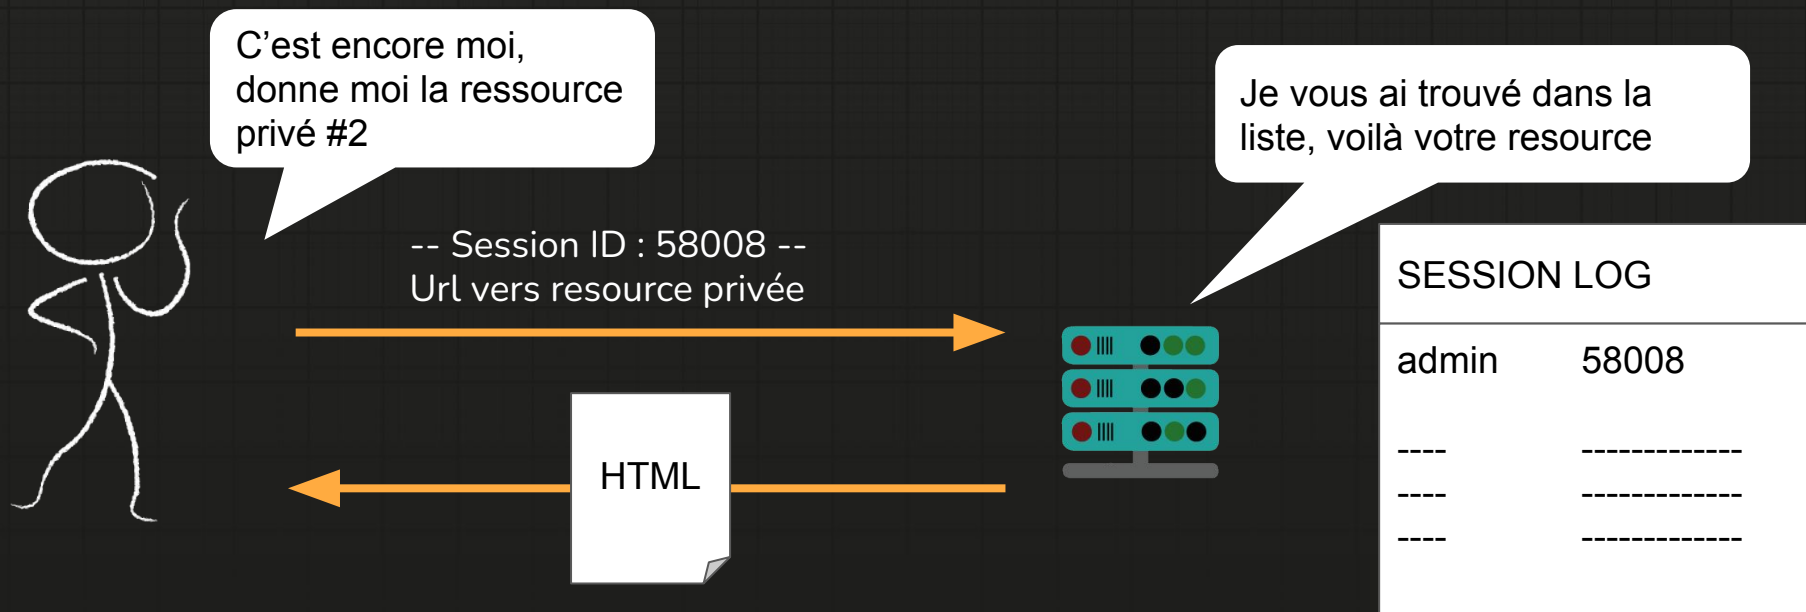 C’est encore moi,
donne moi la ressource
privé #2
Je vous ai trouvé dans la
liste, voilà votre resource
-- Session ID : 58008 --
Url vers resource privée
HTML
SESSION LOG
admin 58008
---- -------------
---- -------------
---- -------------